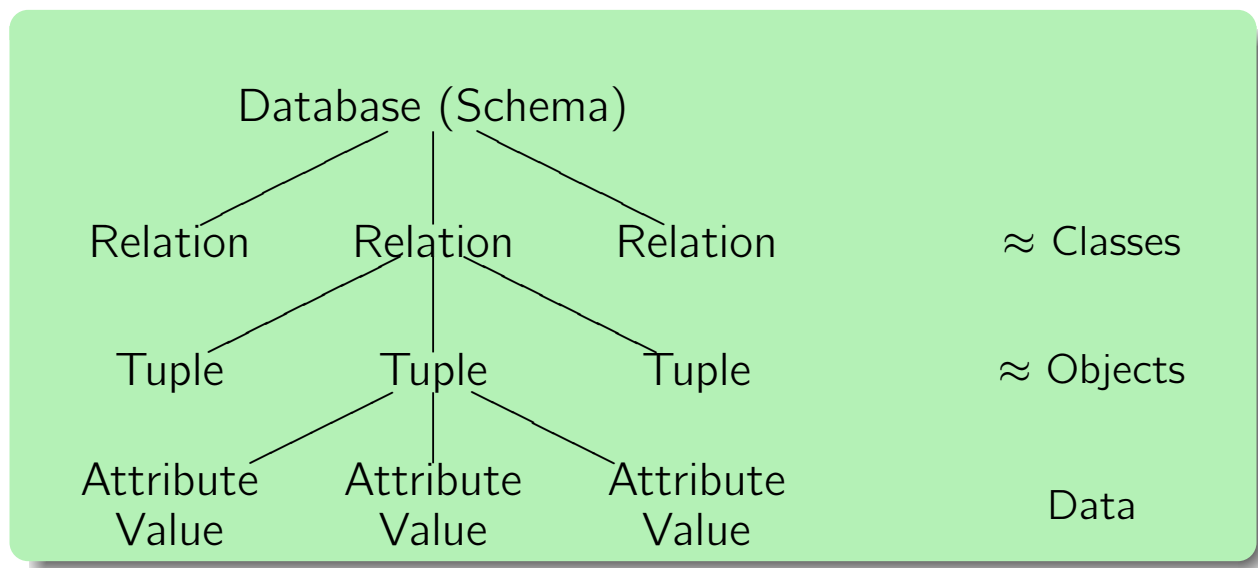 Database (Schema)
Relation Relation Relation ≈ Classes
Tuple Tuple Tuple ≈ Objects
Attribute Attribute Attribute
Value Value Value Data